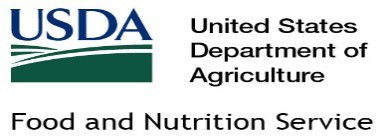 USDA
United States
Department of
Agriculture
Food and Nutrition Service